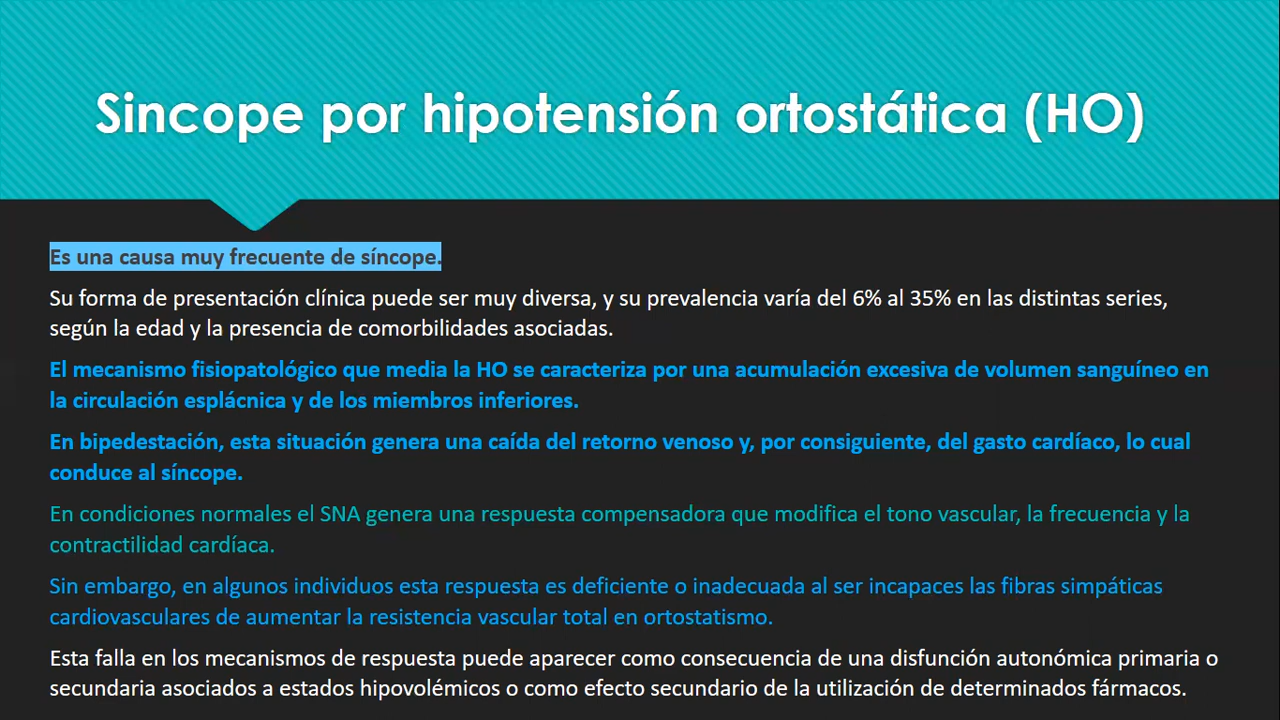 Sincope por hipotensión ortostática (HO)
Es una causa muy frecuente de síncope.
Su forma de presentación clínica puede ser muy diversa, y su prevalencia varía del 6% al 35% en las distintas series,
según la edad y la presencia de comorbilidades asociadas.
El mecanismo fisiopatológico que media la HO se caracteriza por una acumulación excesiva de volumen sanguíneo en
la circulación esplácnica y de los miembros inferiores.
En bipedestación, esta situación genera una caída del retorno venoso y, por consiguiente, del gasto cardíaco, lo cual
conduce al síncope.
En condiciones normales el SNA genera una respuesta compensadora que modifica el tono vascular, la frecuencia y la
contractilidad cardíaca.
Sin embargo, en algunos individuos esta respuesta es deficiente o inadecuada al ser incapaces las fibras simpáticas
cardiovasculares de aumentar la resistencia vascular total en ortostatismo.
Esta falla en los mecanismos de respuesta puede aparecer como consecuencia de una disfunción autonómica primaria o
secundaria asociados a estados hipovolémicos o como efecto secundario de la utilización de determinados fármacos.